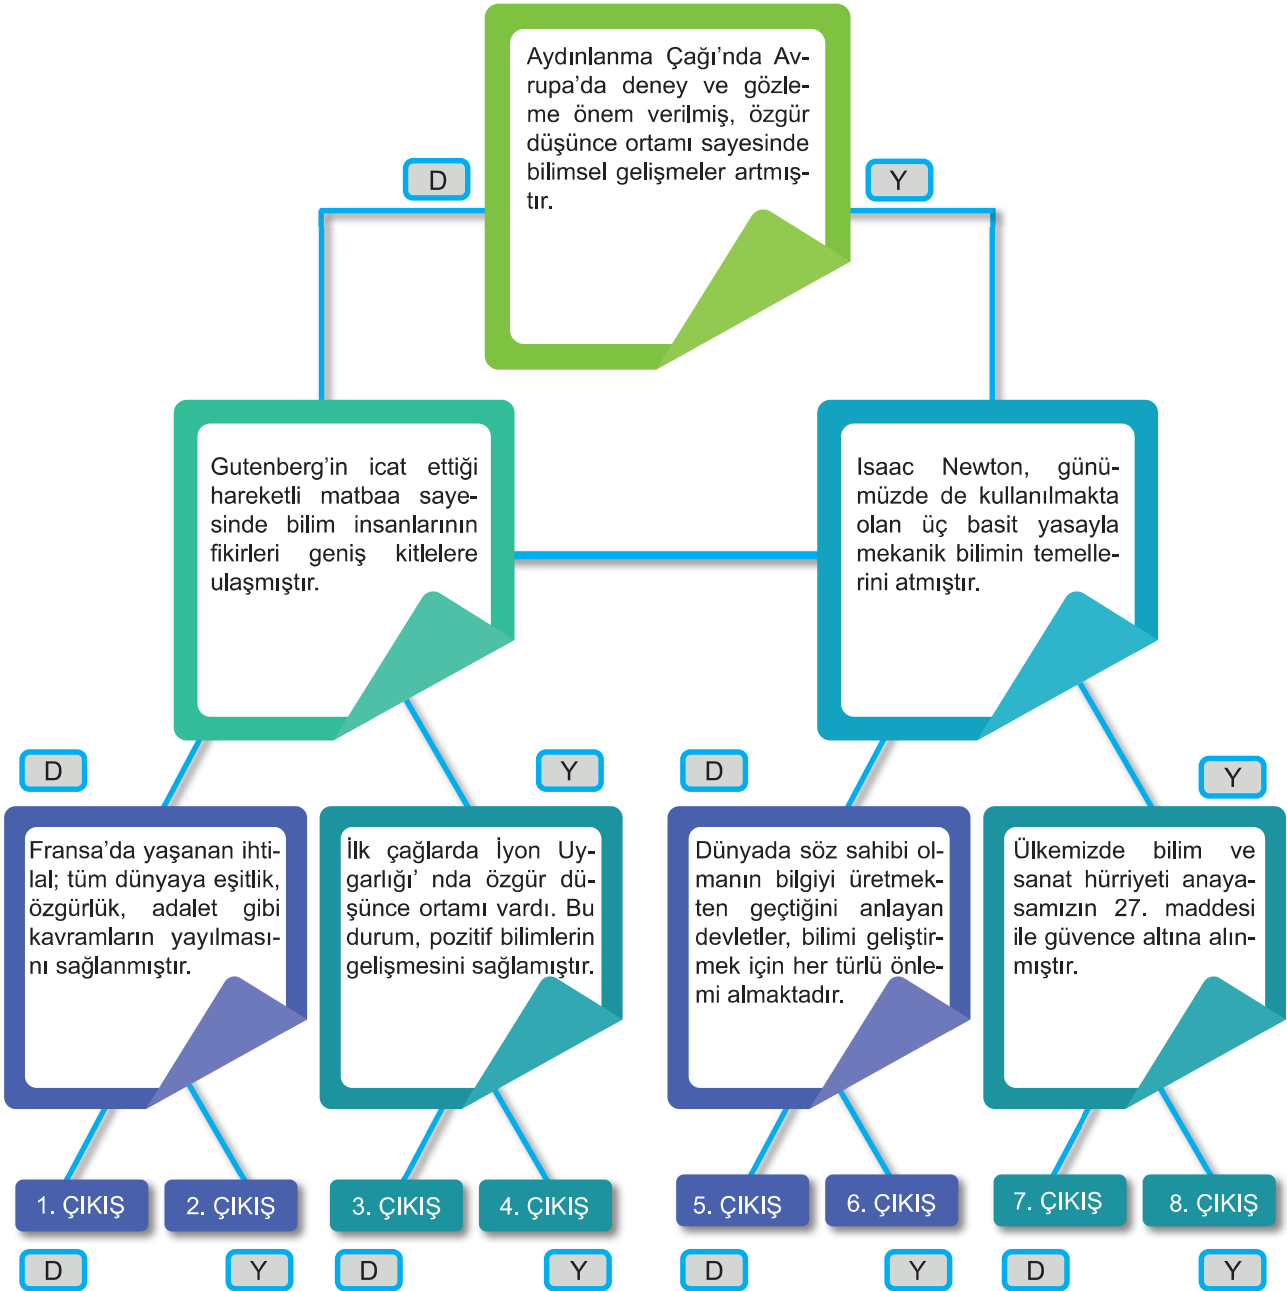 Aydınlanma Çağı’nda Av-
rupa’da deney ve gözle-
me önem verilmiş, özgür
düşünce ortamı sayesinde
bilimsel gelişmeler artmış-
tır.
D
Y
Gutenberg’in icat ettiği
hareketli matbaa saye-
sinde bilim insanlarının
fikirleri geniş kitlelere
ulaşmıştır.
Isaac Newton, günü-
müzde de kullanılmakta
olan üç basit yasayla
mekanik bilimin temelle-
rini atmıştır.
D
Y
D
Y
Fransa’da yaşanan ihti-
lal; tüm dünyaya eşitlik,
özgürlük, adalet gibi
kavramların yayılması-
nı sağlanmıştır.
İlk çağlarda İyon Uy-
garlığı’ nda özgür dü-
şünce ortamı vardı. Bu
durum, pozitif bilimlerin
gelişmesini sağlamıştır.
Dünyada söz sahibi ol-
manın bilgiyi üretmek-
ten geçtiğini anlayan
devletler, bilimi geliştir-
mek için her türlü önle-
mi almaktadır.
Ülkemizde bilim ve
sanat hürriyeti anaya-
samızın 27. maddesi
ile güvence altına alın-
mıştır.
1. ÇIKIŞ
2. ÇIKIŞ
3. ÇIKIŞ
4. ÇIKIŞ
5. ÇIKIŞ
6. ÇIKIŞ
7. ÇIKIŞ
8. ÇIKIŞ
D
Y
D
Y
D
Y
D
Y